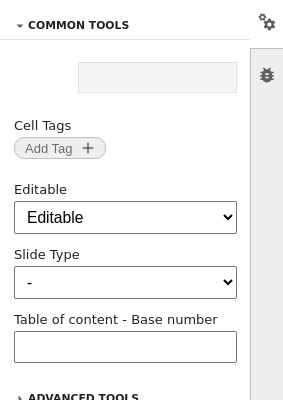 COMMON TOOLS
Cell Tags
Add Tag +
Editable
Editable
Slide Type
-
Table of content - Base number
ADVANCED TOOLS